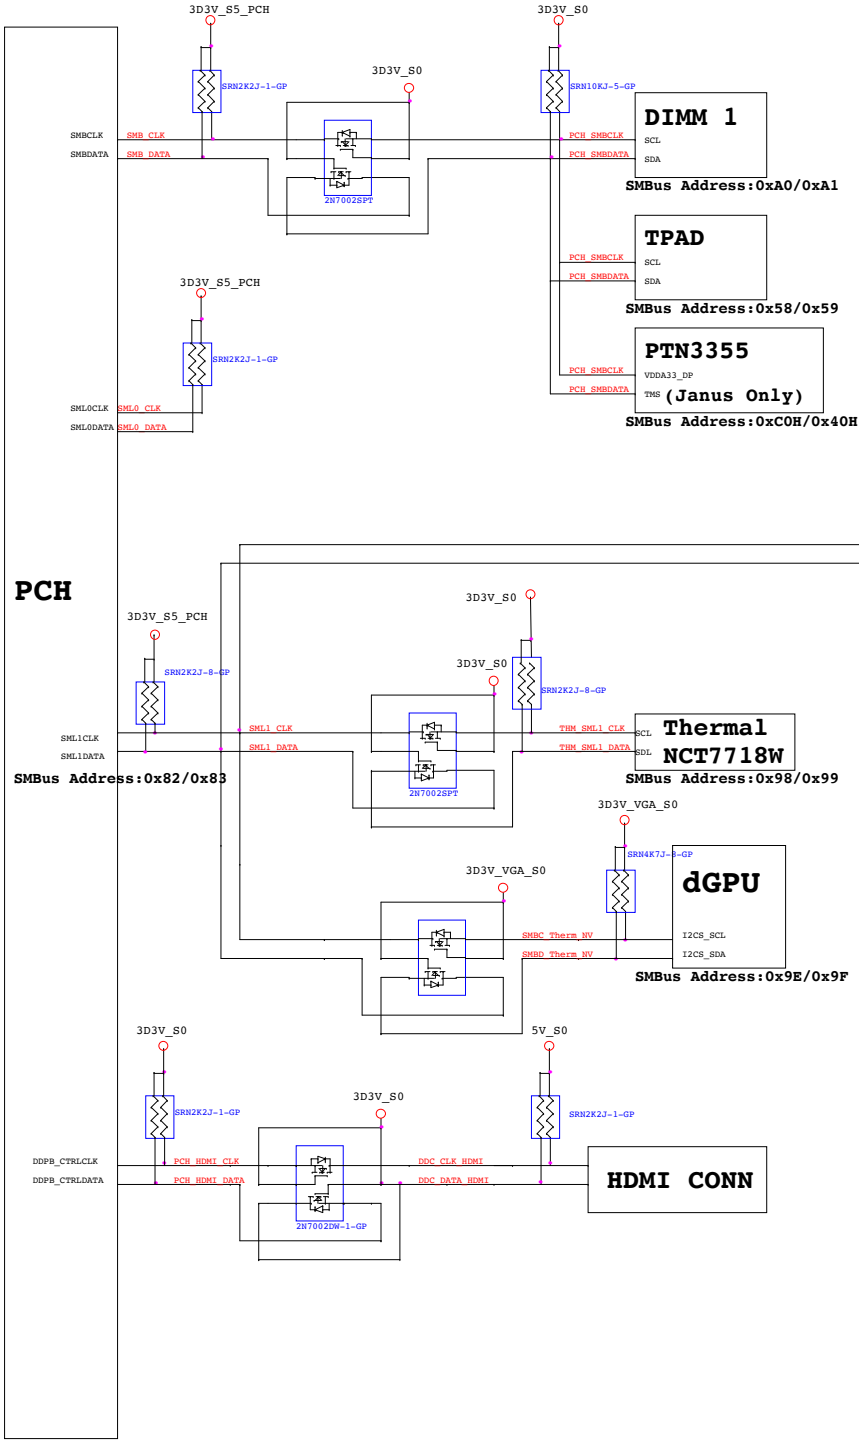 3D3V_S5_PCH
3D3V_S0
3D3V_S0
SRN2K2J-1-GP
SRN10KJ-5-GP
DIMM 1
SMBCLK
SMB_CLK
PCH_SMBCLK
SCL
SMBDATA
SMB_DATA
PCH_SMBDATA
SDA
SMBus Address:0xA0/0xA1
2N7002SPT
TPAD
PCH_SMBCLK
SCL
PCH_SMBDATA
SDA
SMBus Address:0x58/0x59
3D3V_S5_PCH
SRN2K2J-1-GP
PTN3355
PCH_SMBCLK
VDDA33_DP
PCH_SMBDATA
TMS
(Janus Only)
SMBus Address:0xC0H/0x40H
SML0CLK
SML0_CLK
SML0DATA
SML0_DATA
PCH
3D3V_S5_PCH
3D3V_S0
SRN2K2J-8-GP
3D3V_S0
SRN2K2J-8-GP
SML1CLK
SML1_CLK
THM_SML1_CLK
SCL
Thermal
SML1DATA
SML1_DATA
THM_SML1_DATA
SDL
NCT7718W
SMBus Address:0x82/0x83
SMBus Address:0x98/0x99
2N7002SPT
3D3V_VGA_S0
SRN4K7J-8-GP
3D3V_VGA_S0
dGPU
SMBC_Therm_NV
I2CS_SCL
SMBD_Therm_NV
I2CS_SDA
SMBus Address:0x9E/0x9F
3D3V_S0
5V_S0
3D3V_S0
SRN2K2J-1-GP
SRN2K2J-1-GP
DDPB_CTRLCLK
PCH_HDMI_CLK
DDC_CLK_HDMI
DDPB_CTRLDATA
PCH_HDMI_DATA
DDC_DATA_HDMI
HDMI CONN
2N7002DW-1-GP